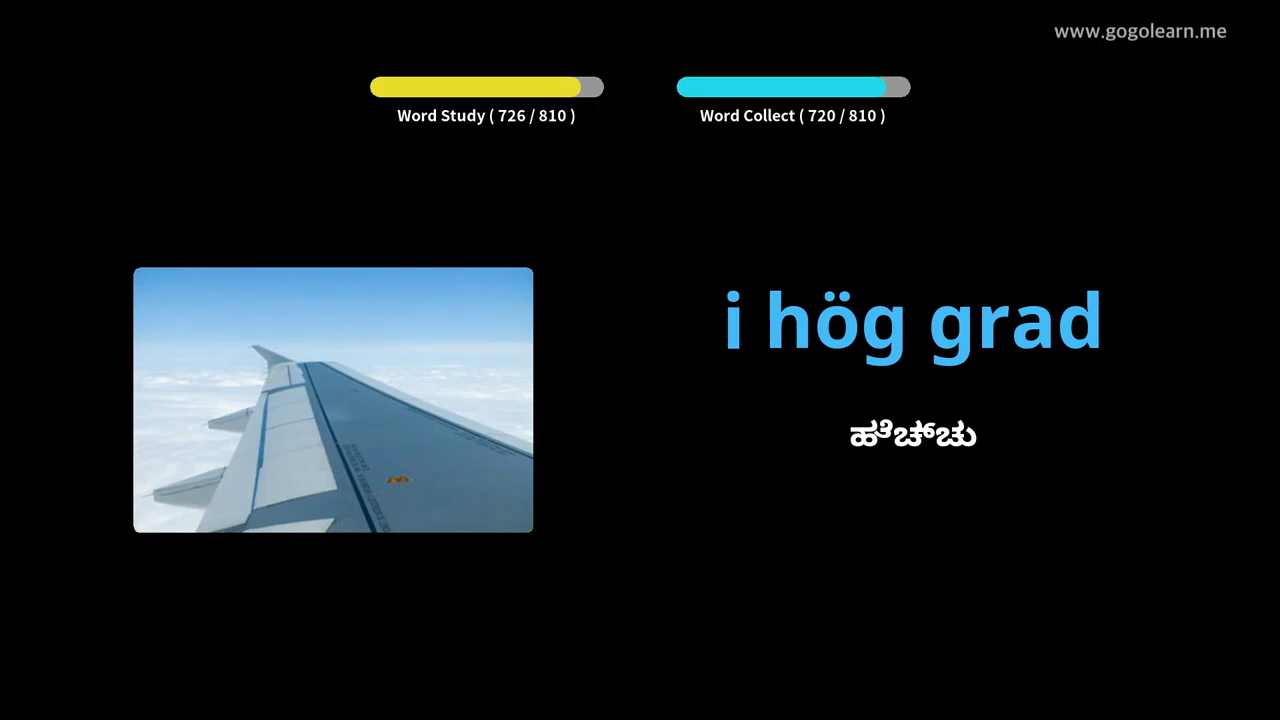 www.gogolearn.me
Word Study ( 726 / 810 )
Word Collect ( 720 / 810 )
i hög grad
ಹೆಚ್ಚು